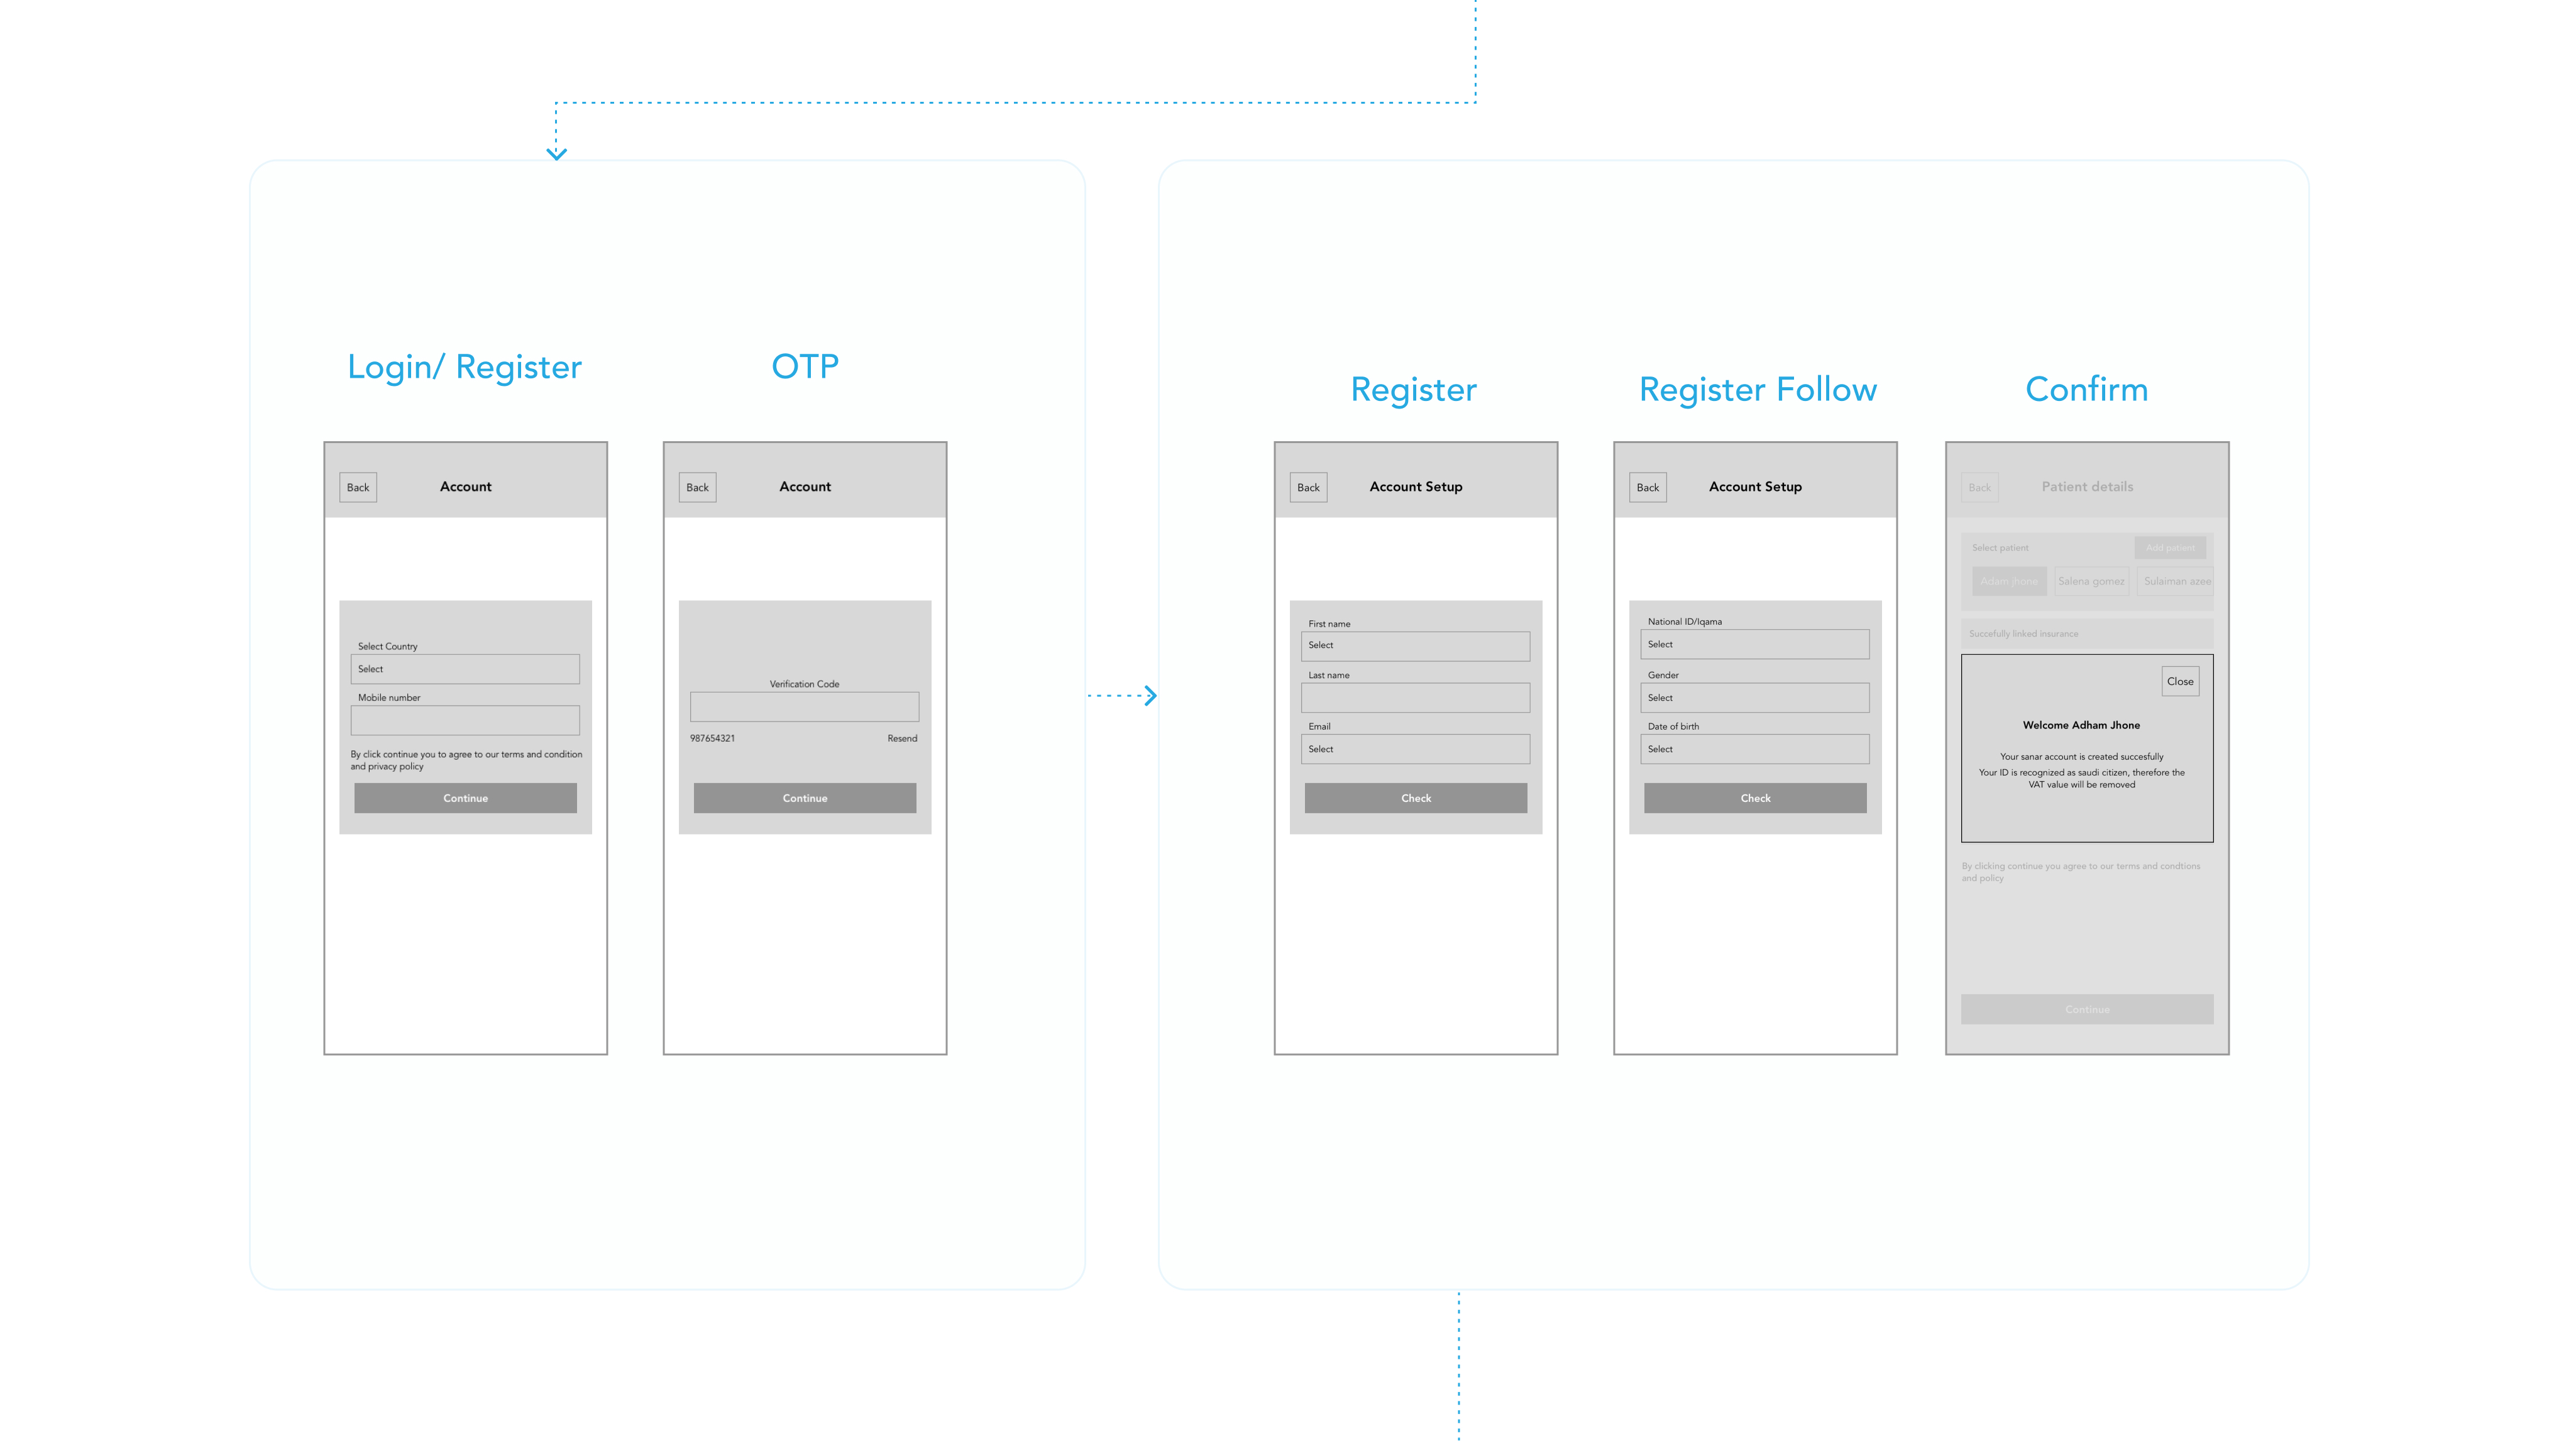 Login/ Register
Back
Account
Select Country
Select
Mobile number
By click continue you to agree to our terms and condition
and privacy policy
Continue
OTP
Back
Account
Verification Code
987654321
Resend
Continue
Register
Back
Account Setup
First name
Select
Last name
Email
Select
Check
Register Follow
Back
Account Setup
National ID/Iqama
Select
Gender
Select
Date of birth
Select
Check
Confirm
Back
Patient details
Select patient
Add patient
Adam jhone
Salena gomez
Sulaiman azee
Succefully linked insurance
Close
Welcome Adham Jhone
Your sanar account is created succesfully
Your ID is recognized as saudi citizen, therefore the
VAT value will be removed
By clicking continue you agree to our terms and condtions
and policy
Continue